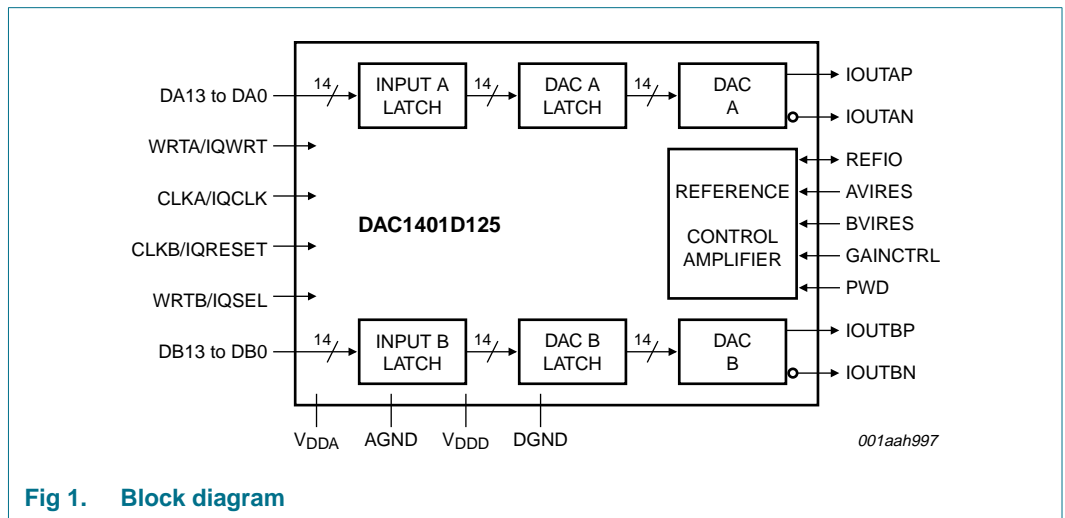 14 INPUT A LATCH 14 DAC A LATCH 14 DAC A
DA13 to DA0
WRTA/IQWRT
CLKA/IQCLK
CLKB/IQRESET
WRTB/IQSEL
DB13 to DB0
DAC1401D125
REFERENCE
CONTROL
AMPLIFIER
IOUTAP
IOUTAN
REFIO
AVIRES
BVIRES
GAINCTRL
PWD
IOUTBP
IOUTBN
14 INPUT B LATCH 14 DAC B LATCH 14 DAC B
VDDA AGND VDDD DGND
001aah997
Fig 1. Block diagram